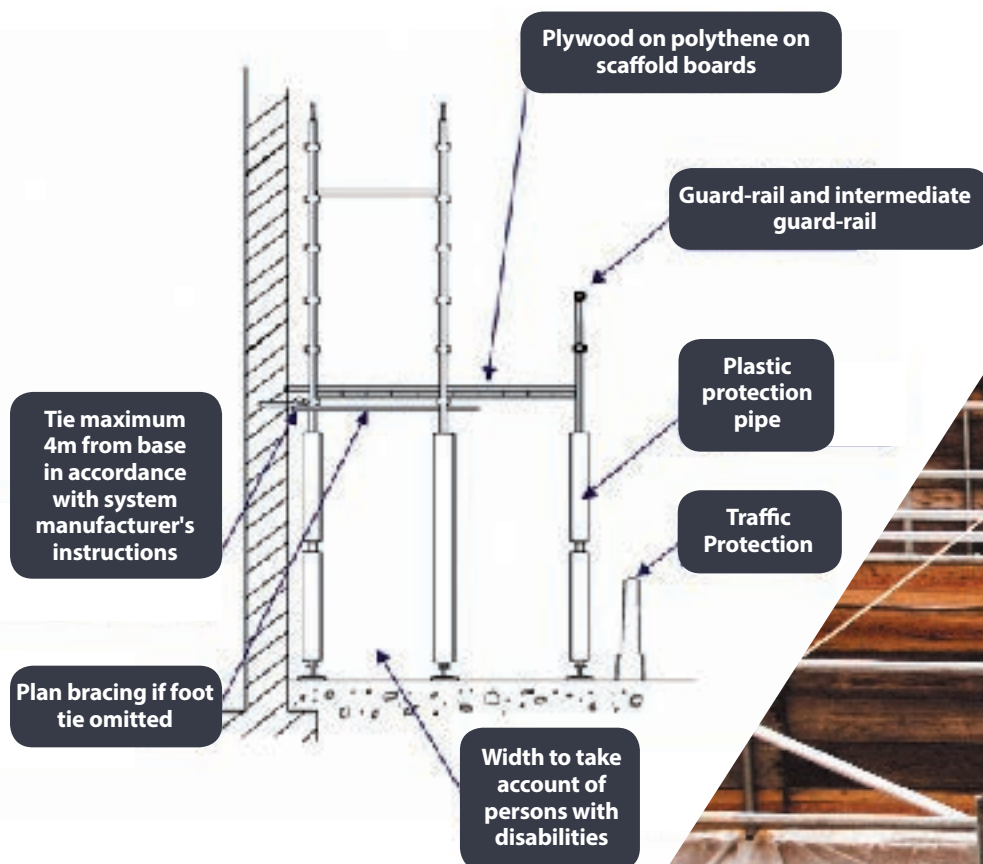 Plywood on polythene on
scaffold boards
Guard-rail and intermediate
guard-rail
Plastic
protection
pipe
Tie maximum
4m from base
in accordance
with system
manufacturer's
instructions
Traffic
Protection
Plan bracing if foot
tie omitted
Width to take
account of
persons with
disabilities